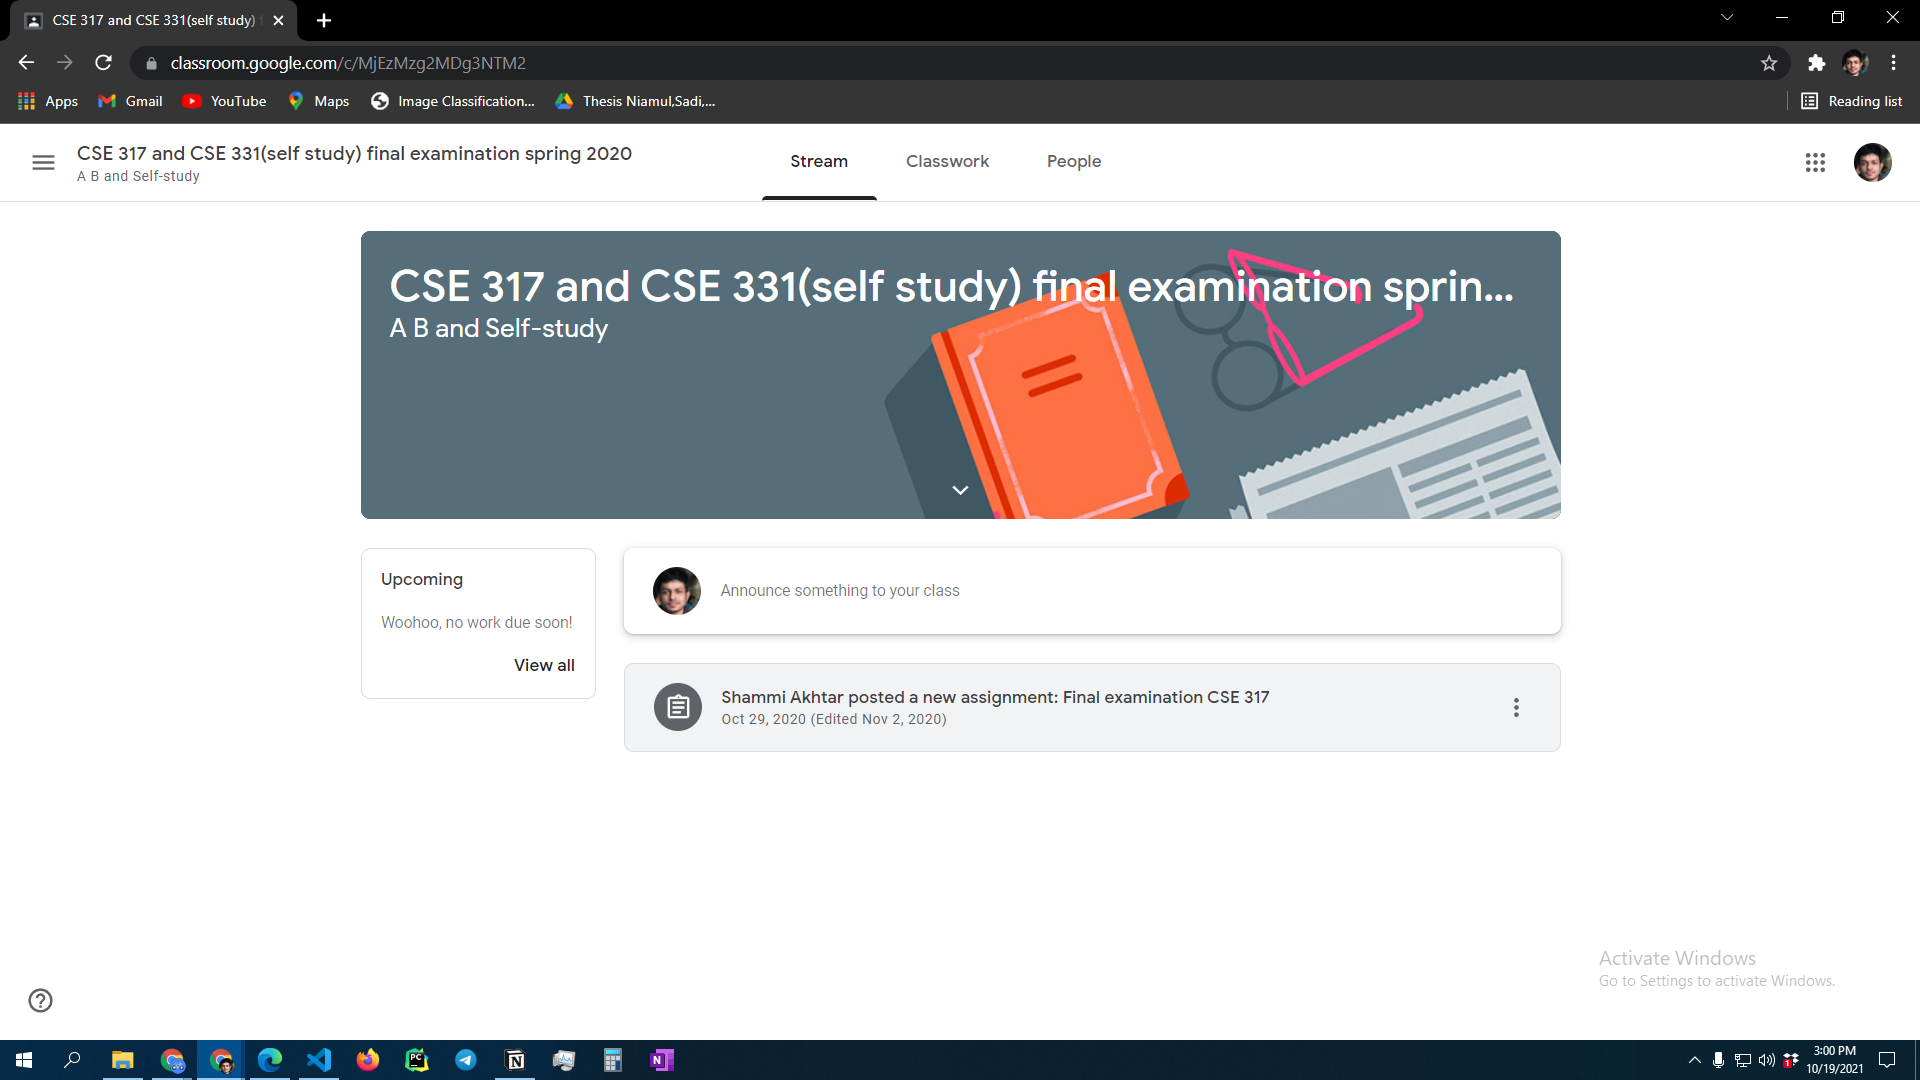 CSE 317 and CSE 331(self study)
classroom.google.com/c/MjEzMzg2MDg3NTM2
Apps
Gmail
YouTube
Maps
Image Classification...
Thesis Niamul,Sadi,...
Reading list
CSE 317 and CSE 331(self study) final examination spring 2020
A B and Self-study
Stream
Classwork
People
CSE 317 and CSE 331(self study) final examination sprin...
A B and Self-study
Upcoming
Woohoo, no work due soon!
View all
Announce something to your class
Shammi Akhtar posted a new assignment: Final examination CSE 317
Oct 29, 2020 (Edited Nov 2, 2020)
Activate Windows
Go to Settings to activate Windows.
PC
N
N
1
3:00 PM
10/19/2021